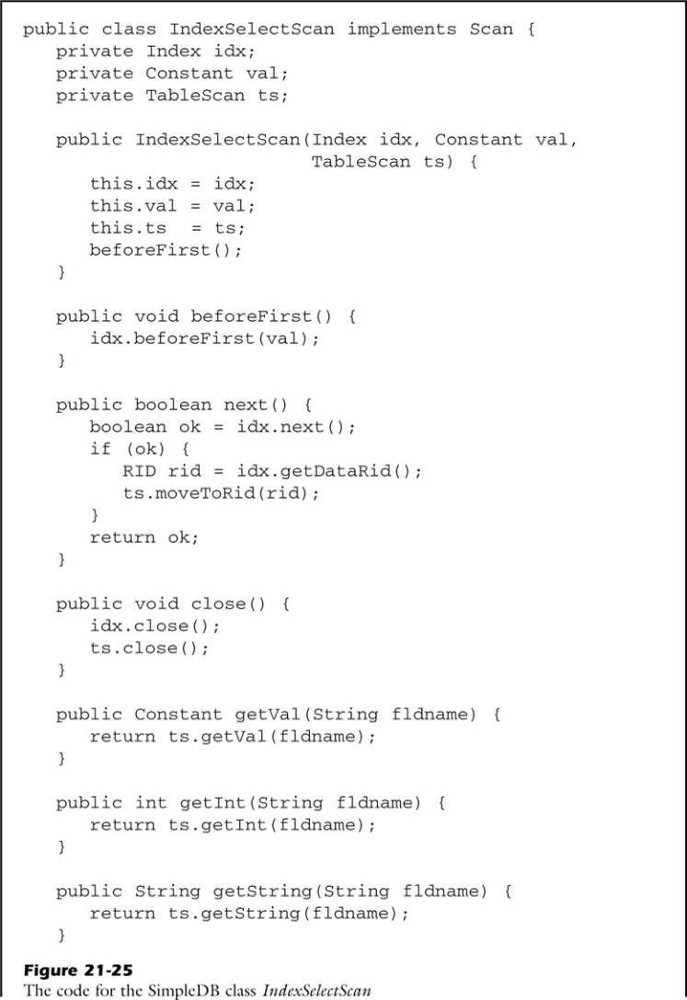 public class IndexSelectScan implements Scan {
   private Index idx;
   private Constant val;
   private TableScan ts;

   public IndexSelectScan(Index idx, Constant val,
                          TableScan ts) {
      this.idx = idx;
      this.val = val;
      this.ts  = ts;
      beforeFirst();
   }

   public void beforeFirst() {
      idx.beforeFirst(val);
   }

   public boolean next() {
      boolean ok = idx.next();
      if (ok) {
         RID rid = idx.getDataRid();
         ts.moveToRid(rid);
      }
      return ok;
   }

   public void close() {
      idx.close();
      ts.close();
   }

   public Constant getVal(String fldname) {
      return ts.getVal(fldname);
   }

   public int getInt(String fldname) {
      return ts.getInt(fldname);
   }

   public String getString(String fldname) {
      return ts.getString(fldname);
   }
Figure 21-25
The code for the SimpleDB class IndexSelectScan